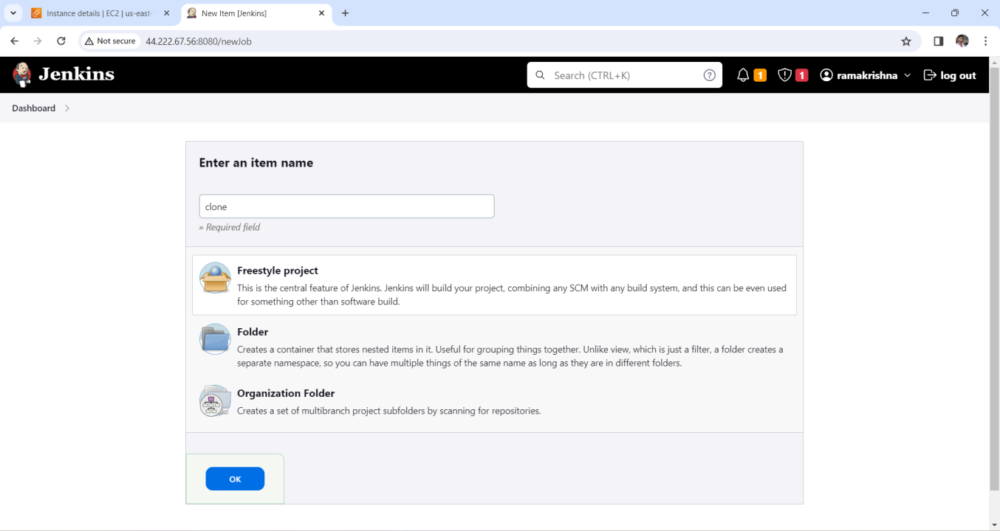 Instance details | EC2 | us-east-
New Item [Jenkins]
Not secure
44.222.67.56:8080/newJob
Jenkins
Search (CTRL+K)
?
1
1
ramakrishna
log out
Dashboard
Enter an item name
clone
» Required field
Freestyle project
This is the central feature of Jenkins. Jenkins will build your project, combining any SCM with any build system, and this can be even used
for something other than software build.
Folder
Creates a container that stores nested items in it. Useful for grouping things together. Unlike view, which is just a filter, a folder creates a
separate namespace, so you can have multiple things of the same name as long as they are in different folders.
Organization Folder
Creates a set of multibranch project subfolders by scanning for repositories.
OK